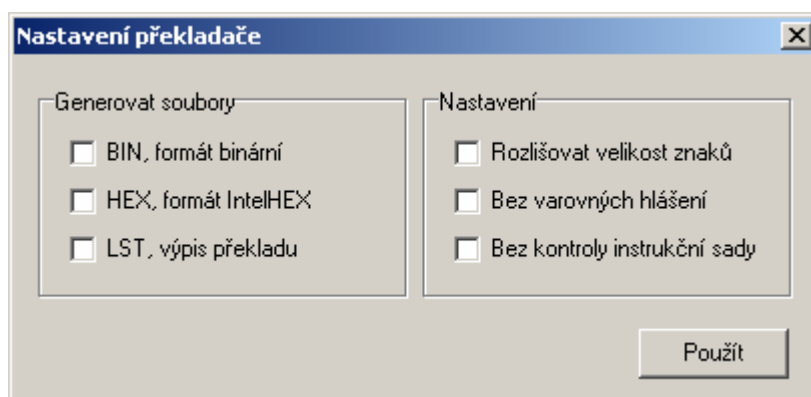 Nastavení překladače
Generovat soubory
BIN, formát binární
HEX, formát IntelHEX
LST, výpis překladu
Nastavení
Rozlišovat velikost znaků
Bez varovných hlášení
Bez kontroly instrukční sady
Použít